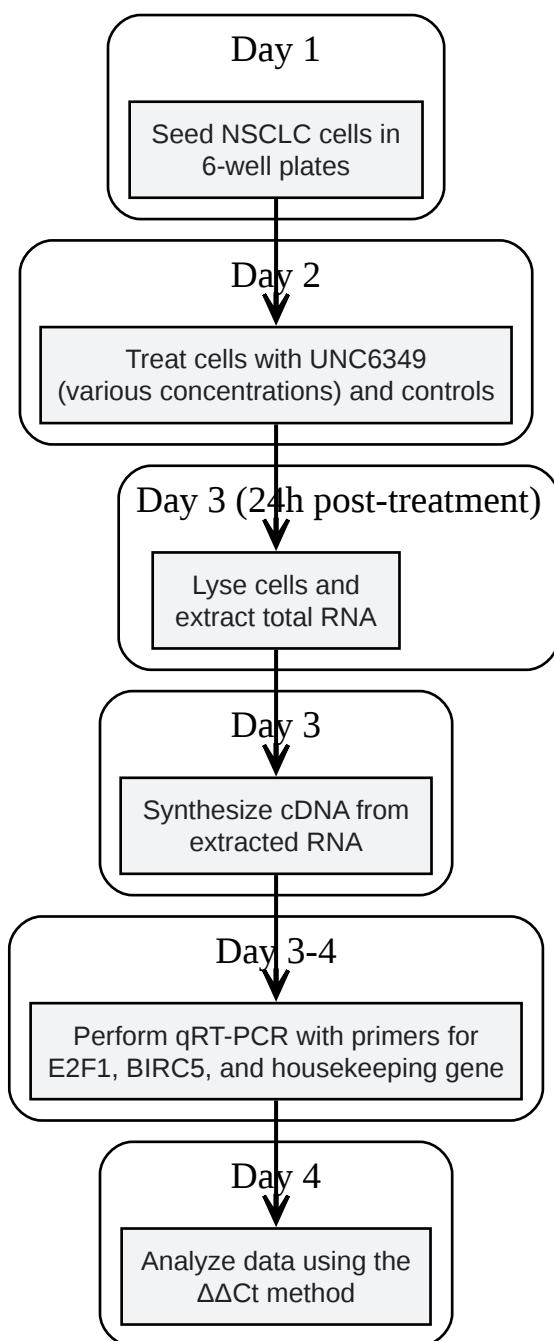 Day 1
Seed NSCLC cells in
6-well plates
Day 2
Treat cells with UNC6349
(various concentrations) and controls
Day 3 (24h post-treatment)
Lyse cells and
extract total RNA
Day 3
Synthesize cDNA from
extracted RNA
Day 3-4
Perform qRT-PCR with primers for
E2F1, BIRC5, and housekeeping gene
Day 4
Analyze data using the
ΔΔCt method